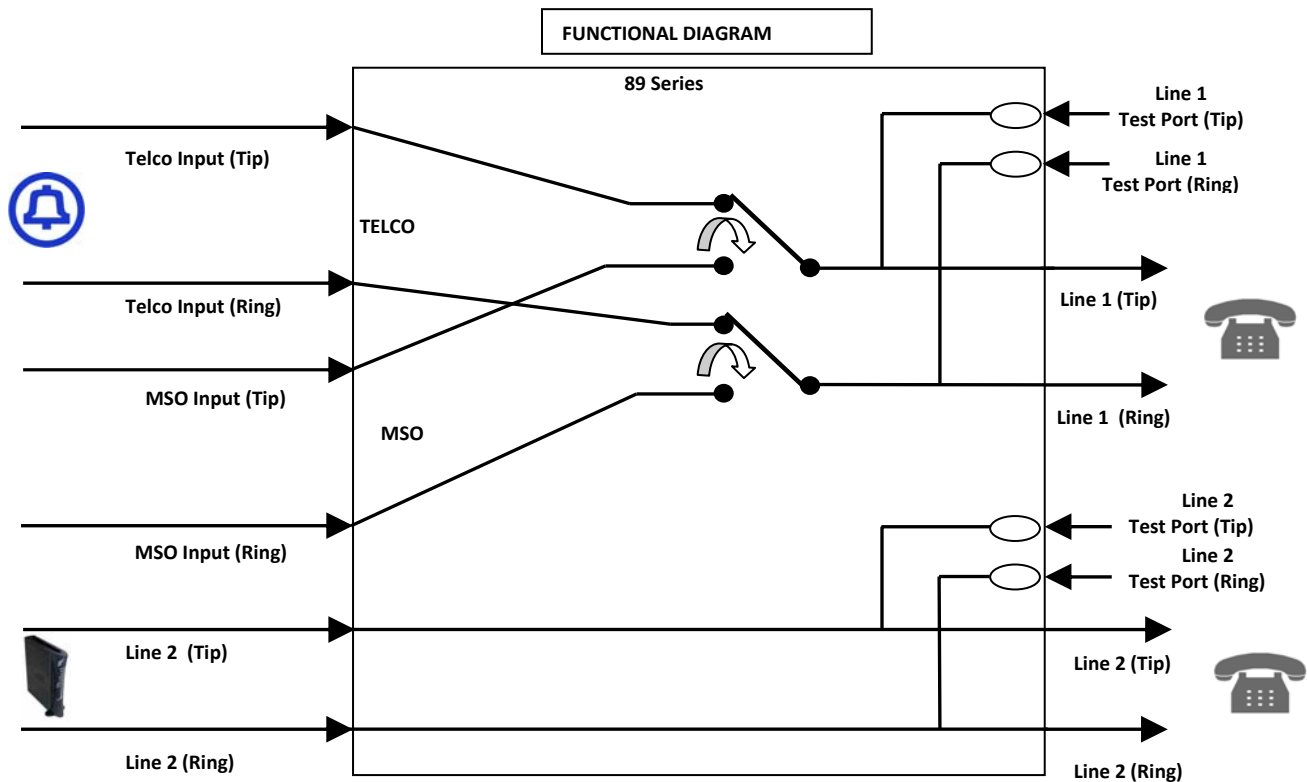 FUNCTIONAL DIAGRAM
89 Series
Line 1
Test Port (Tip)
Telco Input (Tip)
Line 1
Test Port (Ring)
TELCO
Telco Input (Ring)
Line 1 (Tip)
MSO Input (Tip)
Line 1 (Ring)
MSO
Line 2
Test Port (Tip)
MSO Input (Ring)
Line 2
Test Port (Ring)
Line 2 (Tip)
Line 2 (Tip)
Line 2 (Ring)
Line 2 (Ring)